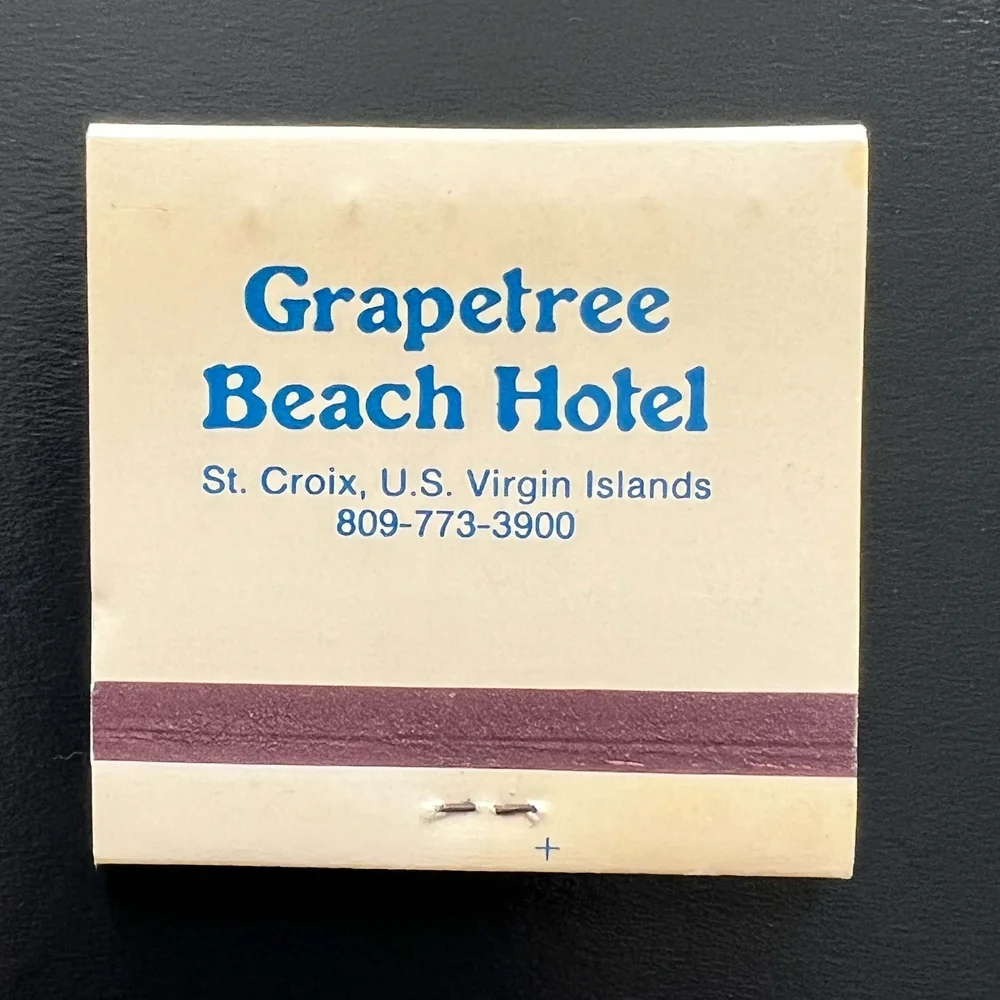 Grapetree
Beach Hotel
St. Croix, U.S. Virgin Islands
809-773-3900